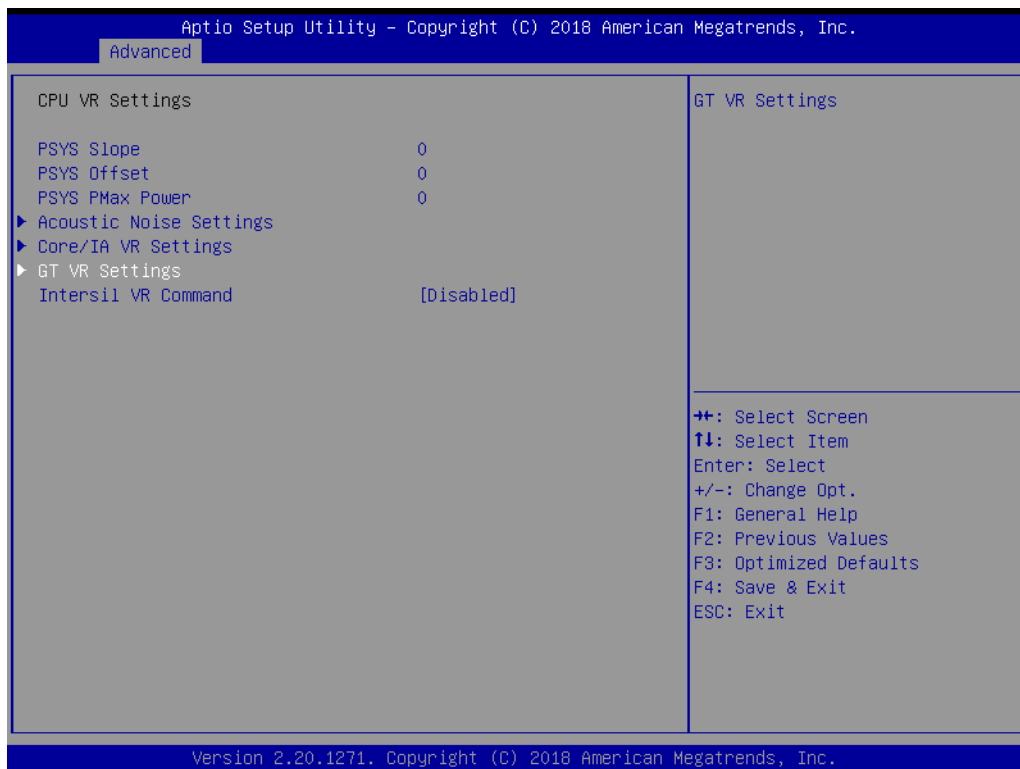 Aptio Setup Utility – Copyright (C) 2018 American Megatrends, Inc.
Advanced
CPU VR Settings
PSYS Slope 0
PSYS Offset 0
PSYS PMax Power 0
Acoustic Noise Settings
Core/IA VR Settings
GT VR Settings
Intersil VR Command [Disabled]
GT VR Settings
→←: Select Screen
↑↓: Select Item
Enter: Select
+/-: Change Opt.
F1: General Help
F2: Previous Values
F3: Optimized Defaults
F4: Save & Exit
ESC: Exit
Version 2.20.1271. Copyright (C) 2018 American Megatrends, Inc.